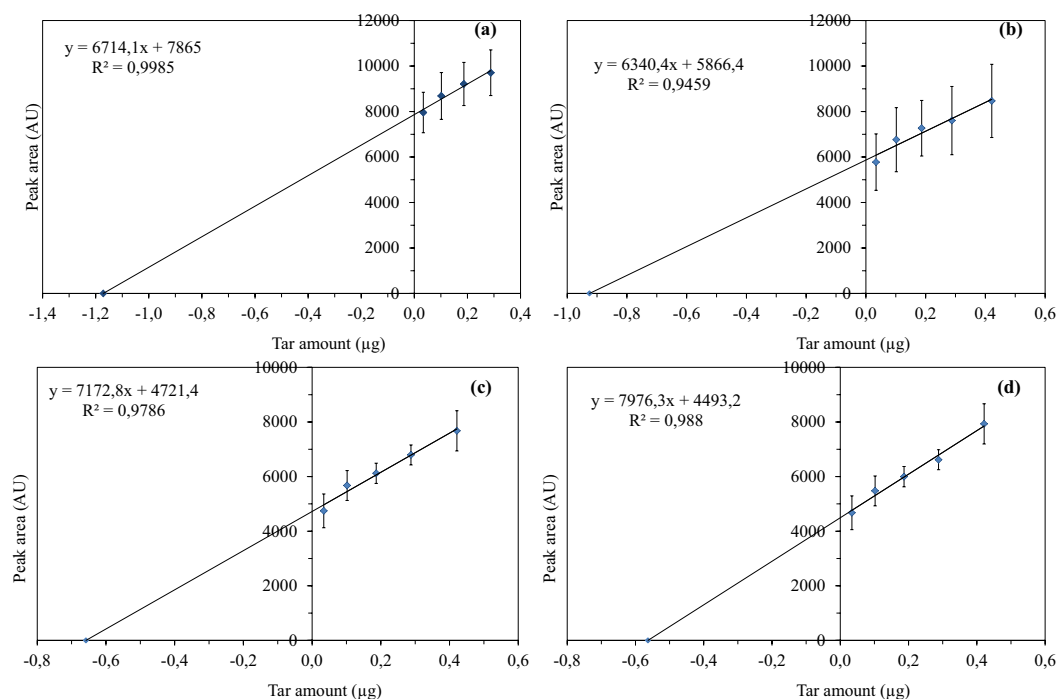 (a)
y = 6714,1x + 7865
R² = 0,9985
Peak area (AU)
12000
10000
8000
6000
4000
2000
0
-1,4 -1,2 -1,0 -0,8 -0,6 -0,4 -0,2 0,0 0,2 0,4
Tar amount (µg)
(b)
y = 6340,4x + 5866,4
R² = 0,9459
Peak area (AU)
12000
10000
8000
6000
4000
2000
0
-1,0 -0,8 -0,6 -0,4 -0,2 0,0 0,2 0,4 0,6
Tar amount (µg)
(c)
y = 7172,8x + 4721,4
R² = 0,9786
Peak area (AU)
10000
8000
6000
4000
2000
0
-0,8 -0,6 -0,4 -0,2 0,0 0,2 0,4 0,6
Tar amount (µg)
(d)
y = 7976,3x + 4493,2
R² = 0,988
Peak area (AU)
10000
8000
6000
4000
2000
0
-0,8 -0,6 -0,4 -0,2 0,0 0,2 0,4 0,6
Tar amount (µg)